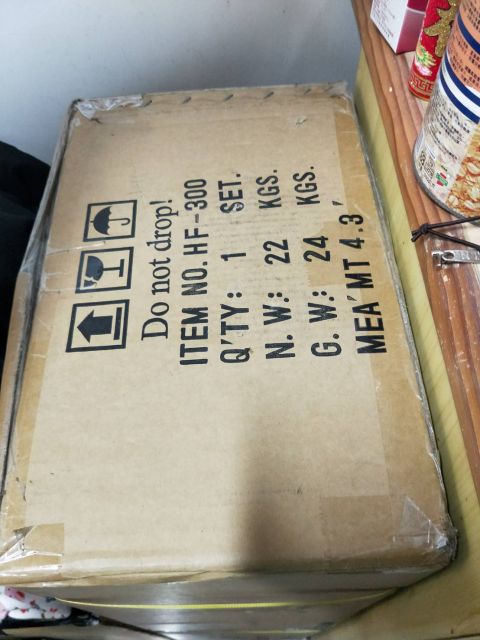 Do not drop!
ITEM NO. HF-300
Q'TY: 1 SET.
N. W.: 22 KGS.
G. W.: 24 KGS.
MEA'MT 4.3'